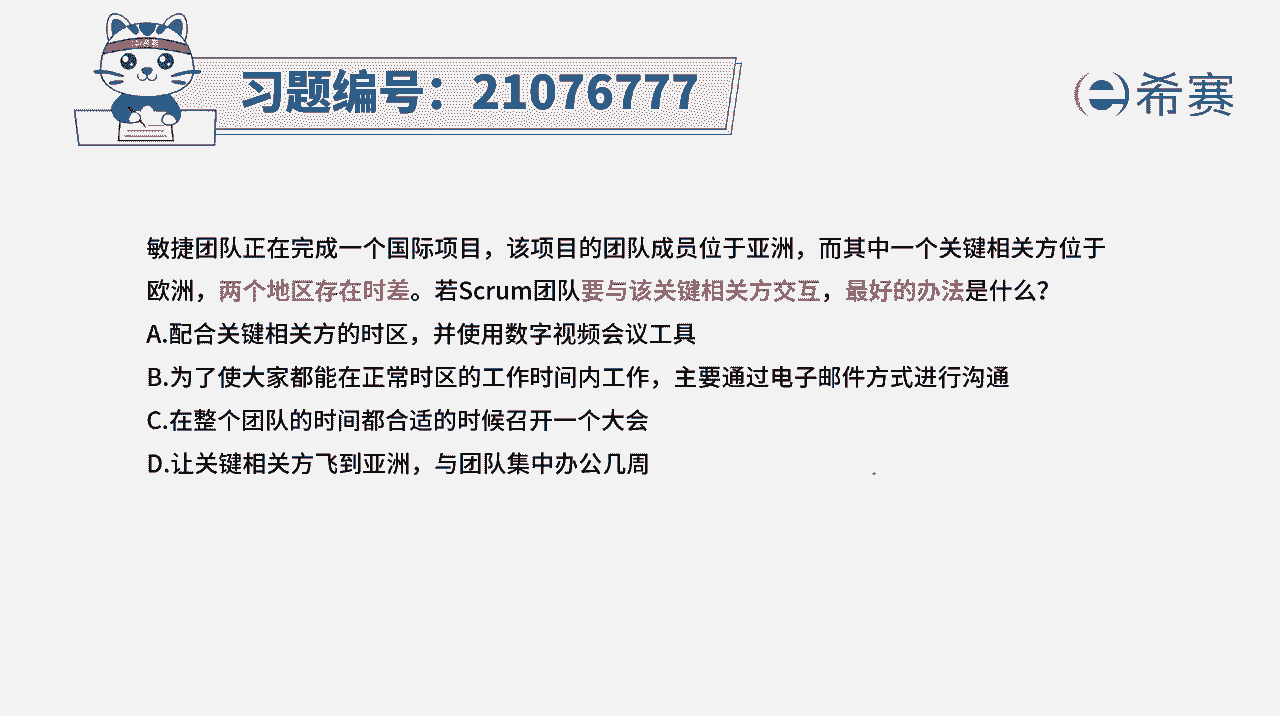 习题编号：21076777
希赛
敏捷团队正在完成一个国际项目，该项目的团队成员位于亚洲，而其中一个关键相关方位于
欧洲，两个地区存在时差。若Scrum团队要与该关键相关方交互，最好的办法是什么？
A.配合关键相关方的时区，并使用数字视频会议工具
B.为了使大家都能在正常时区的工作时间内工作，主要通过电子邮件方式进行沟通
C.在整个团队的时间都合适的时候召开一个大会
D.让关键相关方飞到亚洲，与团队集中办公几周